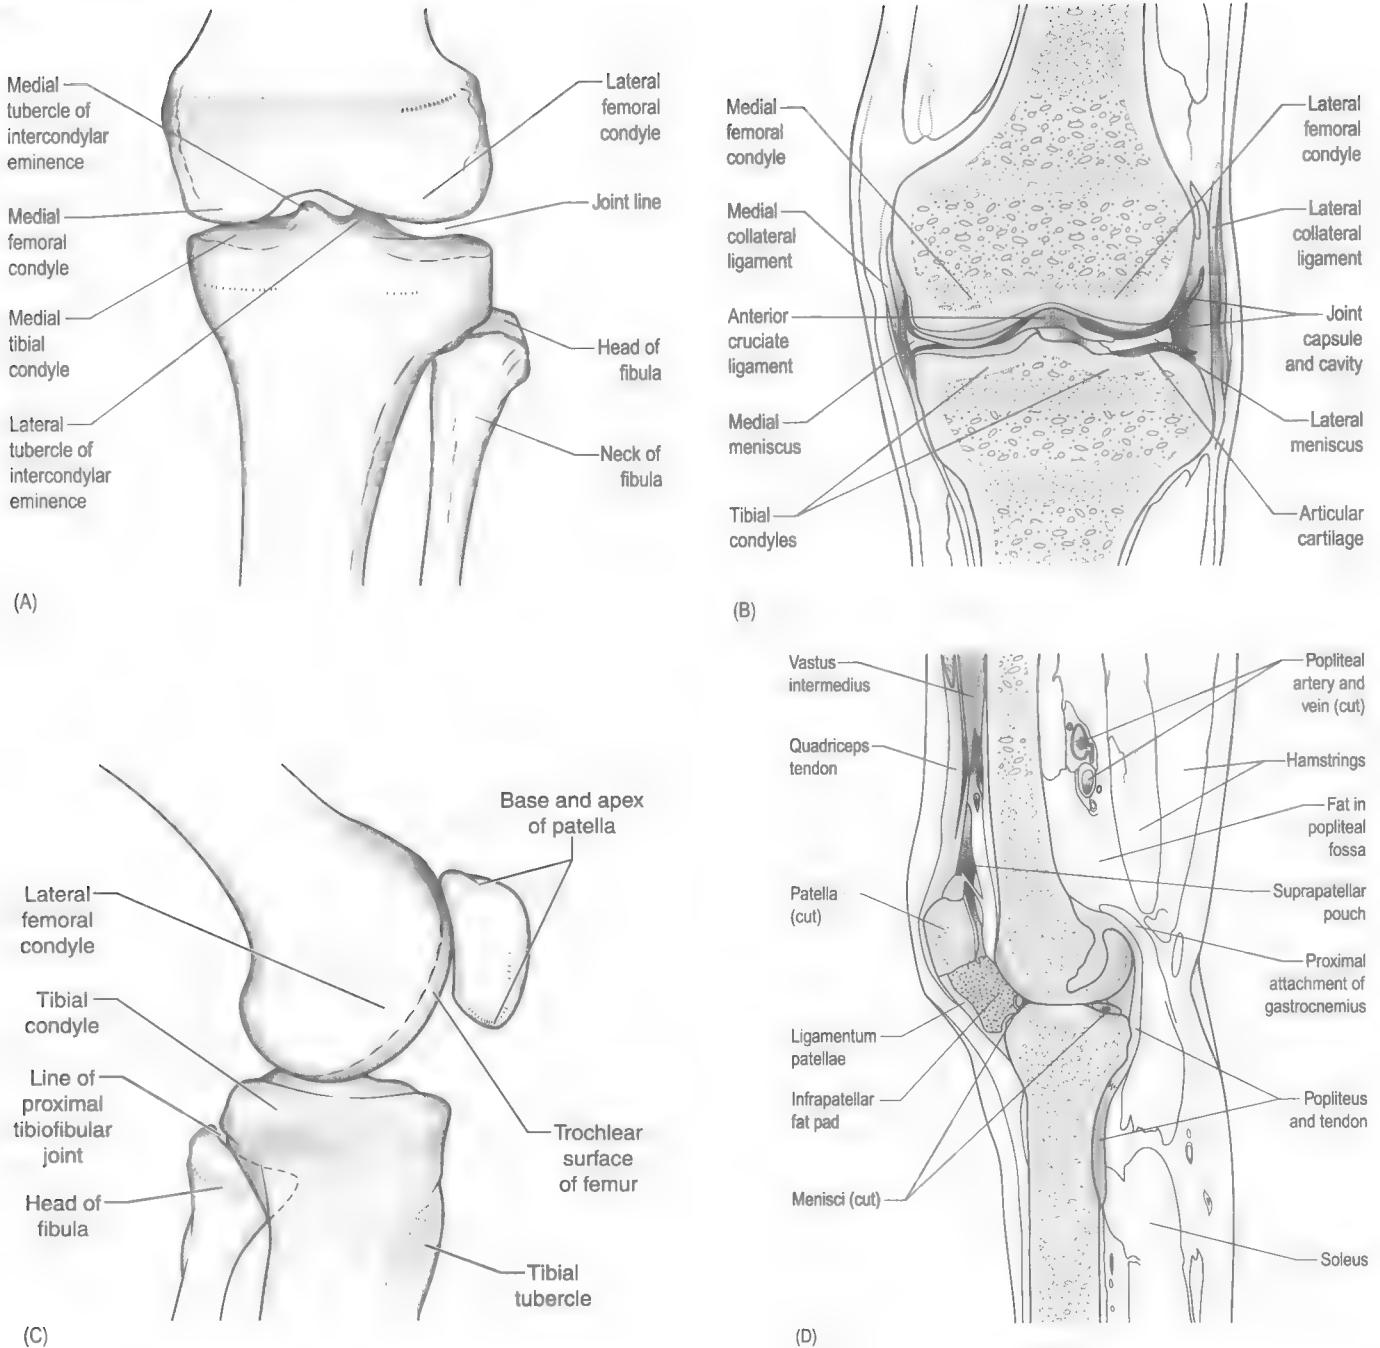 Medial
tubercle of
intercondylar
eminence
Medial
femoral
condyle
Medial
tibial
condyle
Lateral
tubercle of
intercondylar
eminence
Lateral
femoral
condyle
Joint line
Head of
fibula
Neck of
fibula
(A)
Medial
femoral
condyle
Medial
collateral
ligament
Anterior
cruciate
ligament
Medial
meniscus
Tibial
condyles
Lateral
femoral
condyle
Lateral
collateral
ligament
Joint
capsule
and cavity
Lateral
meniscus
Articular
cartilage
(B)
Base and apex
of patella
Lateral
femoral
condyle
Tibial
condyle
Line of
proximal
tibiofibular
joint
Head of
fibula
Trochlear
surface
of femur
Tibial
tubercle
(C)
Vastus
intermedius
Quadriceps
tendon
Patella
(cut)
Ligamentum
patellae
Infrapatellar
fat pad
Menisci (cut)
Popliteal
artery and
vein (cut)
Hamstrings
Fat in
popliteal
fossa
Suprapatellar
pouch
Proximal
attachment of
gastrocnemius
Popliteus
and tendon
Soleus
(D)